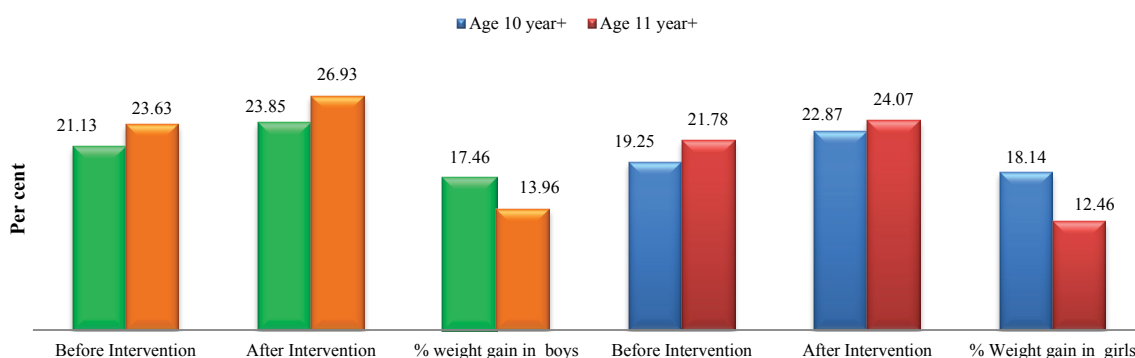 Age 10 year+ Age 11 year+
Per cent
21.13 23.63 23.85 26.93 17.46 13.96 19.25 21.78 22.87 24.07 18.14 12.46
Before Intervention After Intervention % weight gain in boys Before Intervention After Intervention % Weight gain in girls